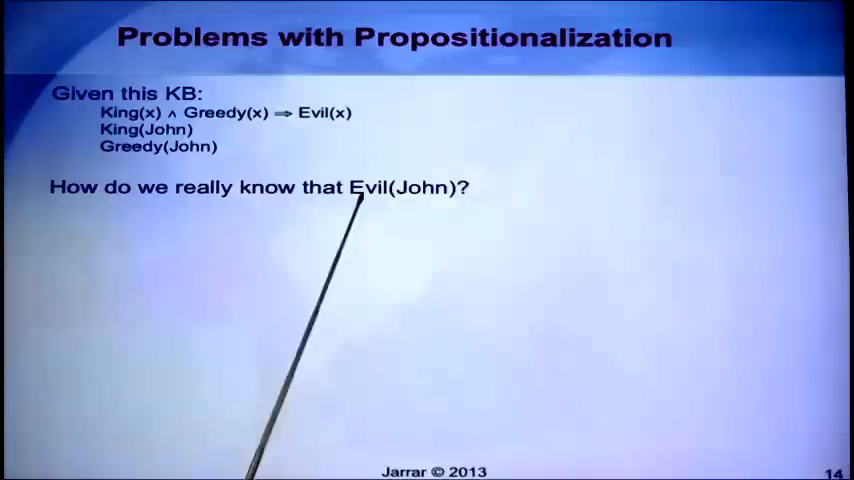 Problems with Propositionalization
Given this KB:
King(x) ∧ Greedy(x) ⇒ Evil(x)
King(John)
Greedy(John)
How do we really know that Evil(John)?
Jarrar © 2013
14